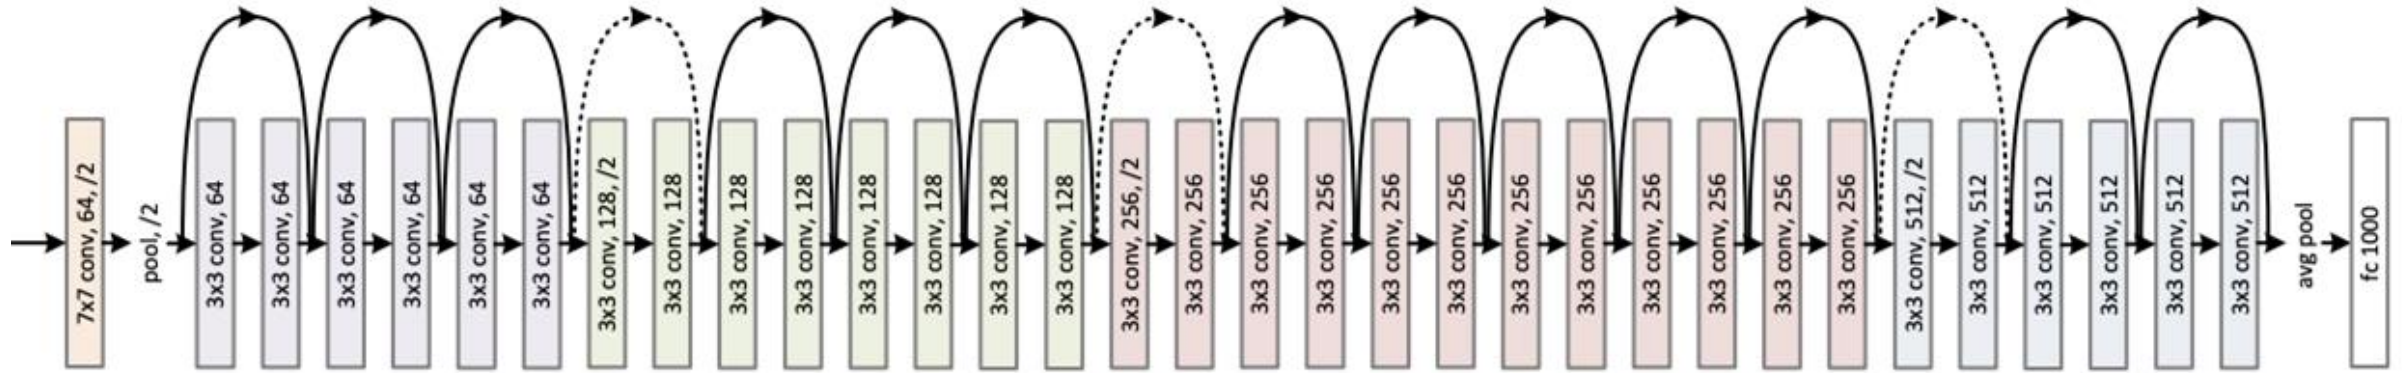 7x7 conv, 64, /2
pool, /2
3x3 conv, 64
3x3 conv, 64
3x3 conv, 64
3x3 conv, 64
3x3 conv, 64
3x3 conv, 64
3x3 conv, 128, /2
3x3 conv, 128
3x3 conv, 128
3x3 conv, 128
3x3 conv, 128
3x3 conv, 128
3x3 conv, 128
3x3 conv, 128
3x3 conv, 256, /2
3x3 conv, 256
3x3 conv, 256
3x3 conv, 256
3x3 conv, 256
3x3 conv, 256
3x3 conv, 256
3x3 conv, 256
3x3 conv, 256
3x3 conv, 256
3x3 conv, 256
3x3 conv, 256
3x3 conv, 512, /2
3x3 conv, 512
3x3 conv, 512
3x3 conv, 512
3x3 conv, 512
3x3 conv, 512
avg pool
fc 1000